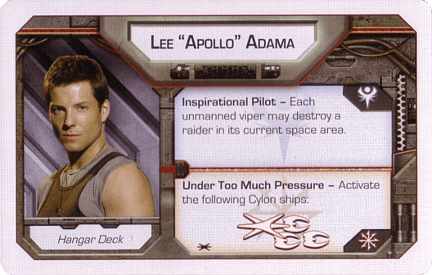 LEE “APOLLO” ADAMA
Inspirational Pilot – Each
unmanned viper may destroy a
raider in its current space area.
Under Too Much Pressure – Activate
the following Cylon ships:
Hangar Deck